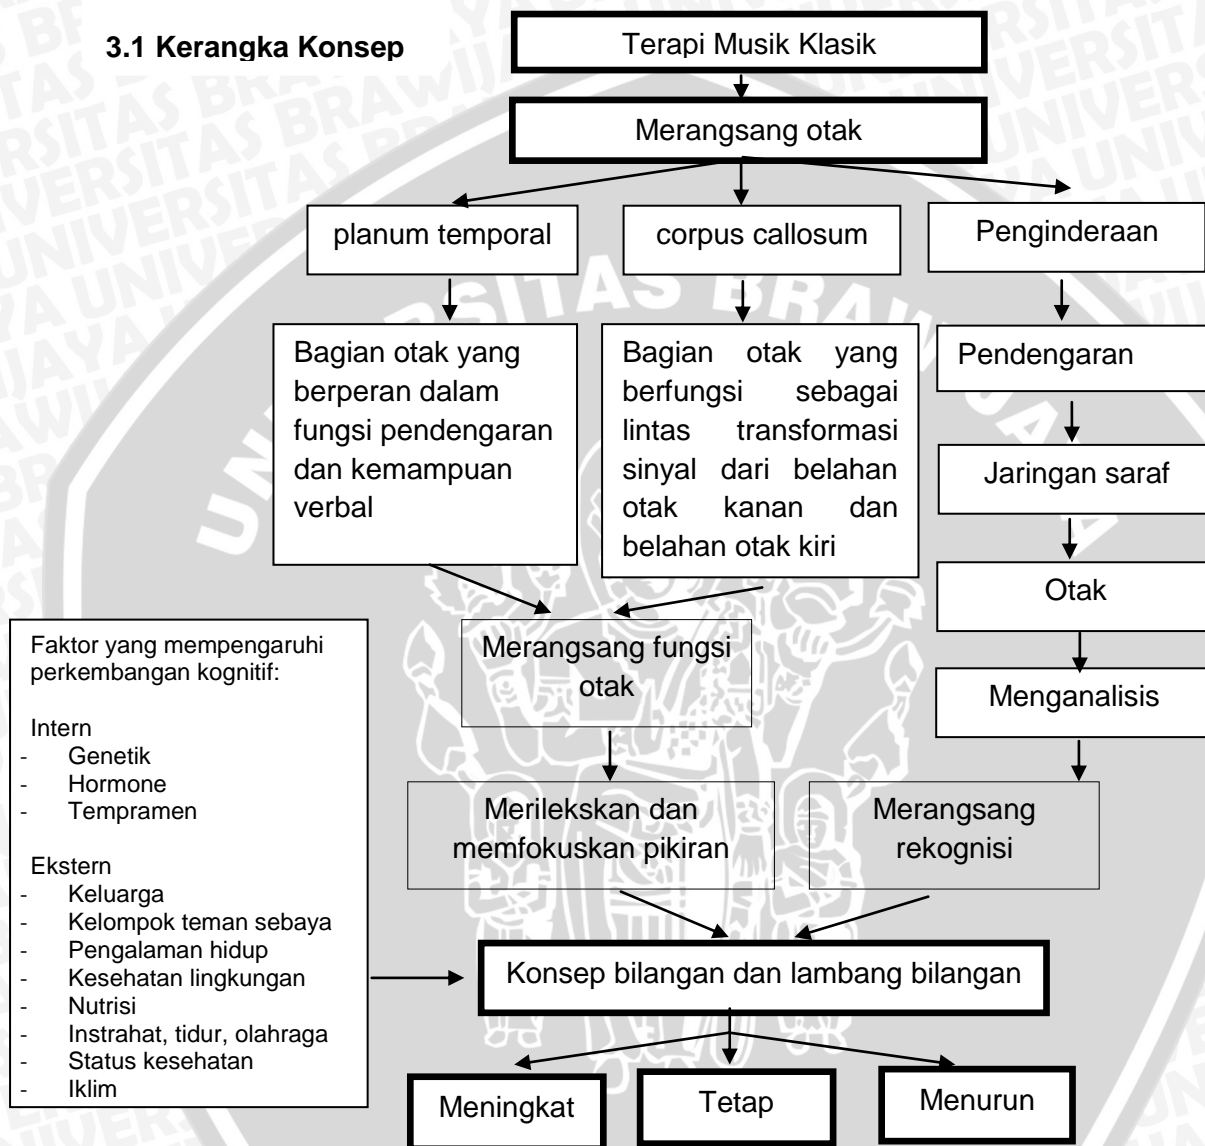 3.1 Kerangka Konsep
Terapi Musik Klasik
Merangsang otak
planum temporal
corpus callosum
Penginderaan
Bagian otak yang
berperan dalam
fungsi pendengaran
dan kemampuan
verbal
Bagian otak yang
berfungsi sebagai
lintas transformasi
sinyal dari belahan
otak kanan dan
belahan otak kiri
Pendengaran
Jaringan saraf
Otak
Menganalisis
Merangsang fungsi
otak
Merilekskan dan
memfokuskan pikiran
Merangsang
rekognisi
Faktor yang mempengaruhi
perkembangan kognitif:
Intern
- Genetik
- Hormone
- Tempramen
Ekstern
- Keluarga
- Kelompok teman sebaya
- Pengalaman hidup
- Kesehatan lingkungan
- Nutrisi
- Instrahat, tidur, olahraga
- Status kesehatan
- Iklim
Konsep bilangan dan lambang bilangan
Meningkat
Tetap
Menurun
UNIVERSITAS BRAWIJAYA